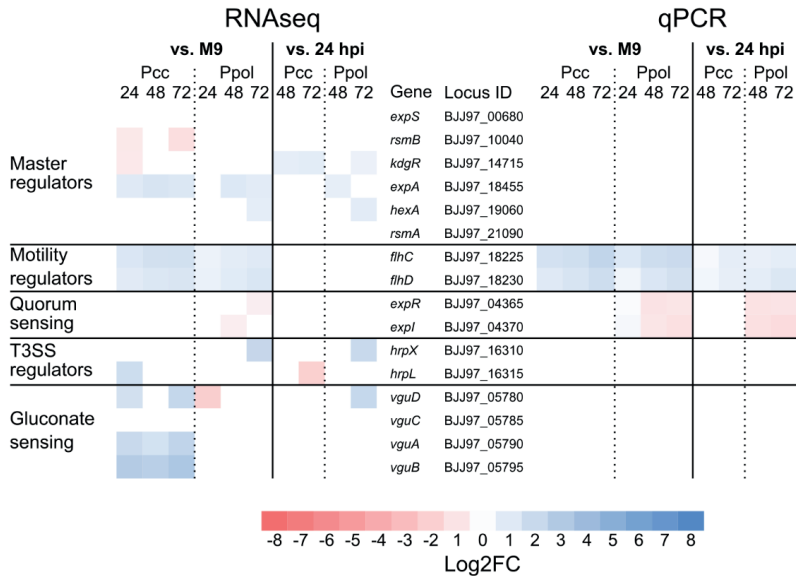 RNAseq qPCR
vs. M9 vs. 24 hpi vs. M9 vs. 24 hpi
Pcc Ppol Pcc Ppol Pcc Ppol Pcc Ppol
24 48 72 24 48 72 48 72 48 72 Gene Locus ID 24 48 72 24 48 72 48 72 48 72
expS BJJ97_00680
rsmB BJJ97_10040
Master
regulators
kdgR BJJ97_14715
expA BJJ97_18455
hexA BJJ97_19060
rsmA BJJ97_21090
Motility
regulators
flhC BJJ97_18225
flhD BJJ97_18230
Quorum
sensing
expR BJJ97_04365
expI BJJ97_04370
T3SS
regulators
hrpX BJJ97_16310
hrpL BJJ97_16315
Gluconate
sensing
vguD BJJ97_05780
vguC BJJ97_05785
vguA BJJ97_05790
vguB BJJ97_05795
-8 -7 -6 -5 -4 -3 -2 1 0 1 2 3 4 5 6 7 8
Log2FC